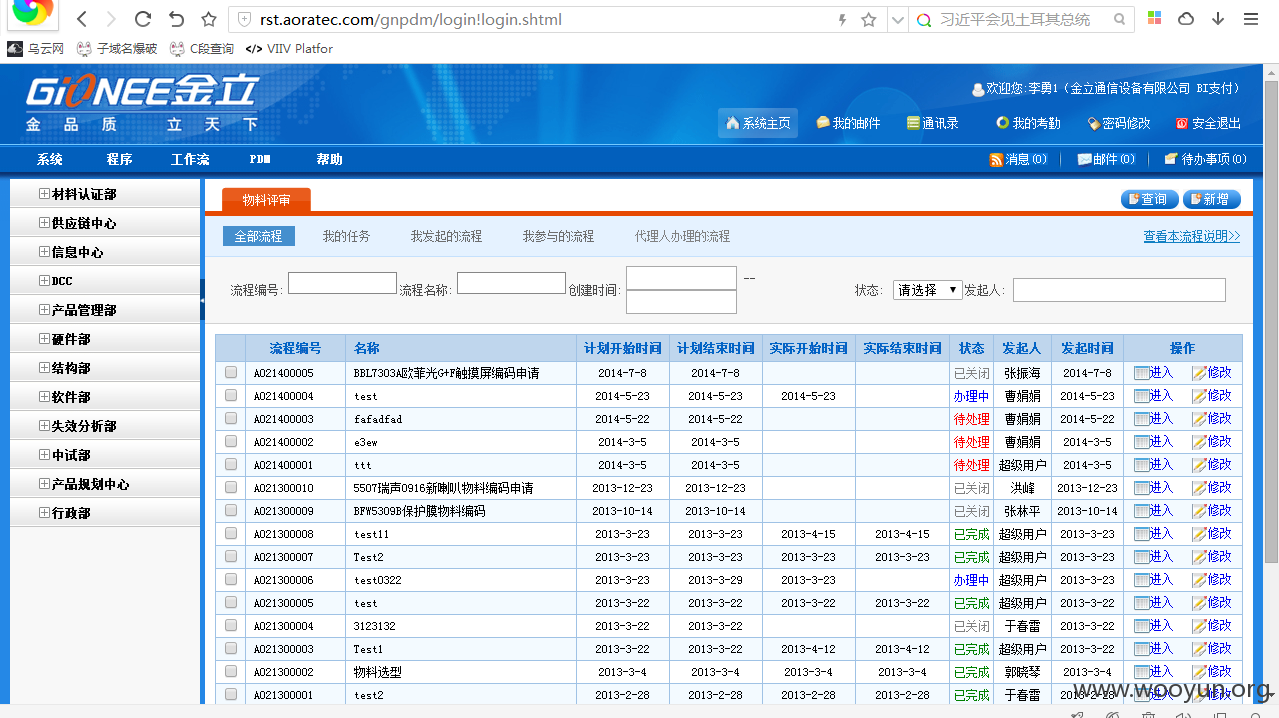 rst.aoratec.com/gnpdm/login!login.shtml
习近平会见土耳其总统
乌云网 子域名爆破 C段查询 </> VIIV Platfor
GiONEE金立
金 品 质 立 天 下
欢迎您:李勇1（金立通信设备有限公司 BI支付）
系统主页 我的邮件 通讯录 我的考勤 密码修改 安全退出
系统 程序 工作流 PDM 帮助
消息(0) 邮件(0) 待办事项(0)
材料认证部
供应链中心
信息中心
DCC
产品管理部
硬件部
结构部
软件部
失效分析部
中试部
产品规划中心
行政部
物料评审
查询 新增
全部流程 我的任务 我发起的流程 我参与的流程 代理人办理的流程
查看本流程说明>>
流程编号: 流程名称: 创建时间: -- 状态: 请选择 发起人:
流程编号 名称 计划开始时间 计划结束时间 实际开始时间 实际结束时间 状态 发起人 发起时间 操作
A021400005 BBL7303A欧菲光G+F触摸屏编码申请 2014-7-8 2014-7-8 已关闭 张振海 2014-7-8 进入 修改
A021400004 test 2014-5-23 2014-5-23 2014-5-23 办理中 曹娟娟 2014-5-23 进入 修改
A021400003 fafadfad 2014-5-22 2014-5-22 待处理 曹娟娟 2014-5-22 进入 修改
A021400002 e3ew 2014-3-5 2014-3-5 待处理 曹娟娟 2014-3-5 进入 修改
A021400001 ttt 2014-3-5 2014-3-5 待处理 超级用户 2014-3-5 进入 修改
A021300010 5507瑞声0916新喇叭物料编码申请 2013-12-23 2013-12-23 已关闭 洪峰 2013-12-23 进入 修改
A021300009 BFW5309B保护膜物料编码 2013-10-14 2013-10-14 已关闭 张林平 2013-10-14 进入 修改
A021300008 test11 2013-3-23 2013-3-23 2013-4-15 2013-4-15 已完成 超级用户 2013-3-23 进入 修改
A021300007 Test2 2013-3-23 2013-3-23 2013-3-23 2013-3-23 已完成 超级用户 2013-3-23 进入 修改
A021300006 test0322 2013-3-23 2013-3-29 2013-3-23 办理中 超级用户 2013-3-23 进入 修改
A021300005 test 2013-3-22 2013-3-22 2013-3-22 2013-3-22 已完成 超级用户 2013-3-22 进入 修改
A021300004 3123132 2013-3-22 2013-3-22 已关闭 于春雷 2013-3-22 进入 修改
A021300003 Test1 2013-3-22 2013-3-22 2013-4-12 2013-4-12 已完成 超级用户 2013-3-22 进入 修改
A021300002 物料选型 2013-3-4 2013-3-4 2013-3-4 2013-3-4 已完成 郭晓琴 2013-3-4 进入 修改
A021300001 test2 2013-2-28 2013-2-28 2013-2-28 2013-2-28 已完成 于春雷
www.wooyun.org